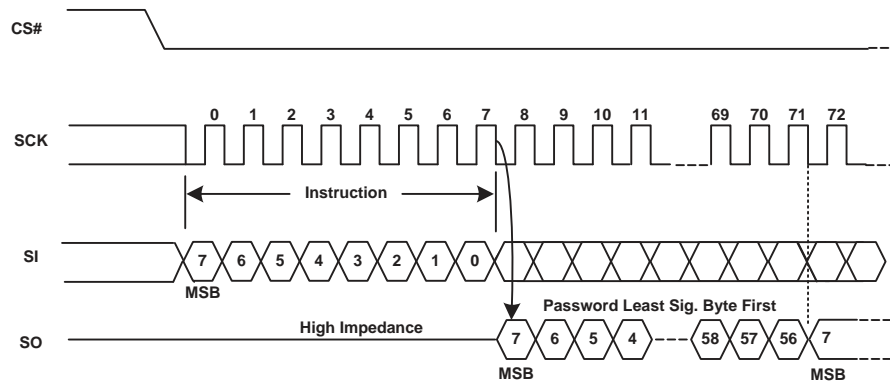 CS#
0 1 2 3 4 5 6 7 8 9 10 11 69 70 71 72
SCK
Instruction
SI
7 6 5 4 3 2 1 0
MSB
Password Least Sig. Byte First
High Impedance
SO
7 6 5 4 58 57 56 7
MSB MSB